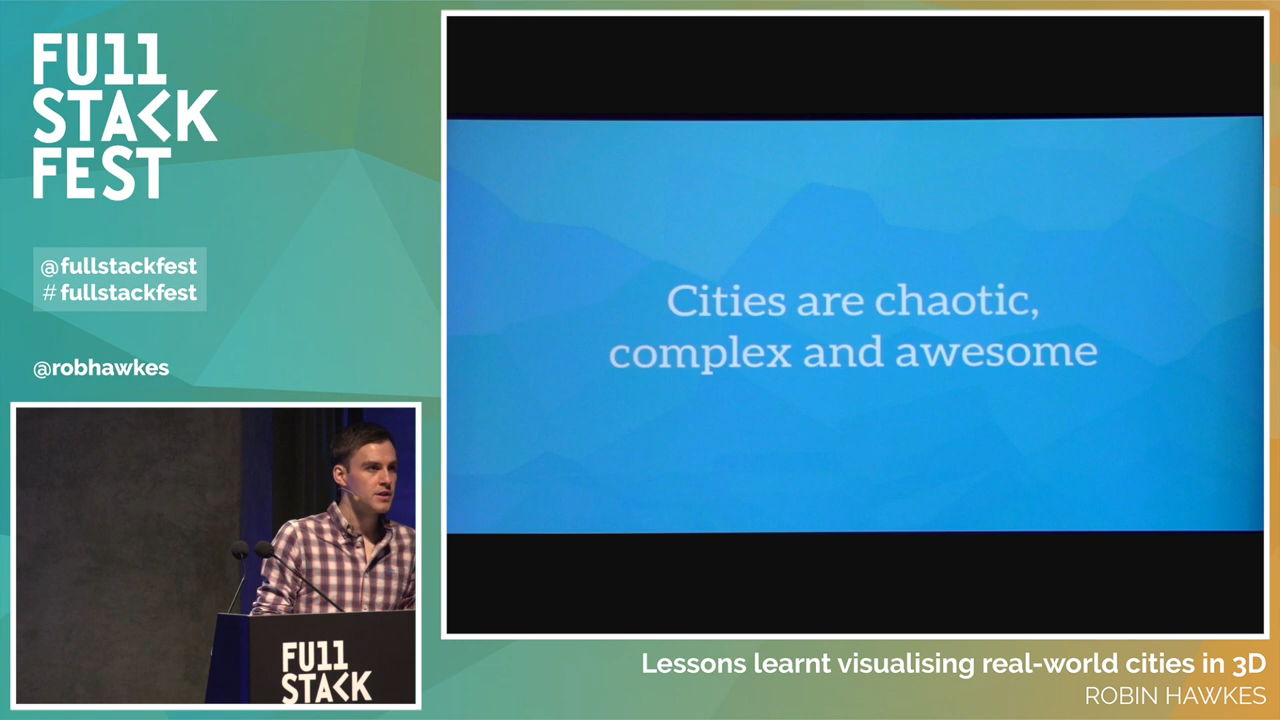 FU11
STACK
FEST
@fullstackfest
# fullstackfest
@robhawkes
Cities are chaotic,
complex and awesome
FU11
STACK
Lessons learnt visualising real-world cities in 3D
ROBIN HAWKES